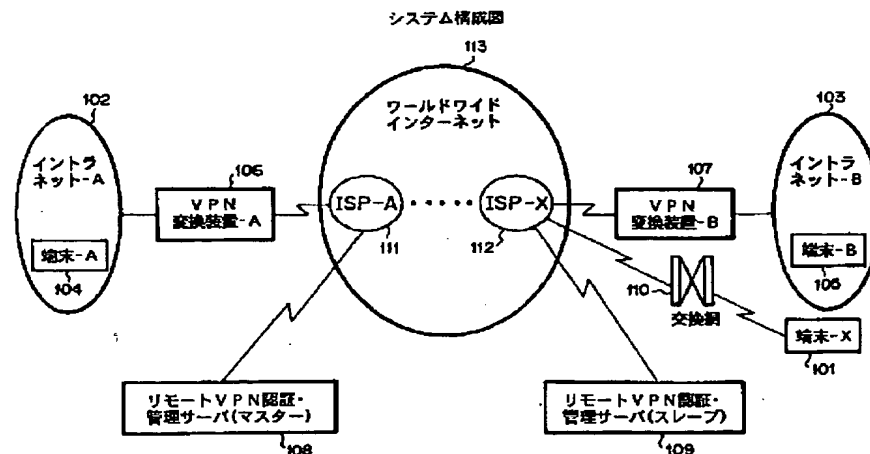 システム構成図
113
102
103
ワールドワイド
インターネット
イントラ
ネット-A
106
VPN
変換装置-A
ISP-A
ISP-X
107
VPN
変換装置-B
イントラ
ネット-B
111
112
端末-A
104
端末-B
105
110
交換網
端末-X
101
リモートVPN認証・
管理サーバ(マスター)
108
リモートVPN認証・
管理サーバ(スレーブ)
109